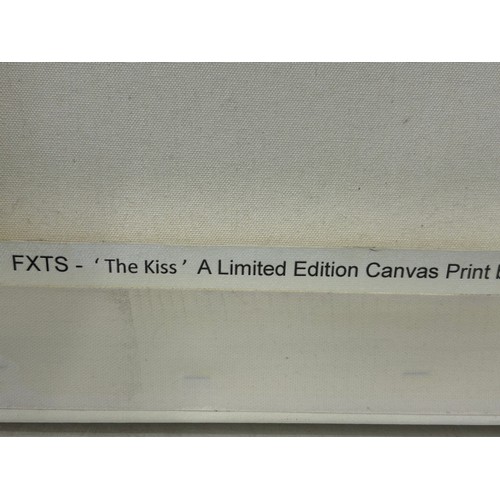 FXTS - ‘ The Kiss ’ A Limited Edition Canvas Print